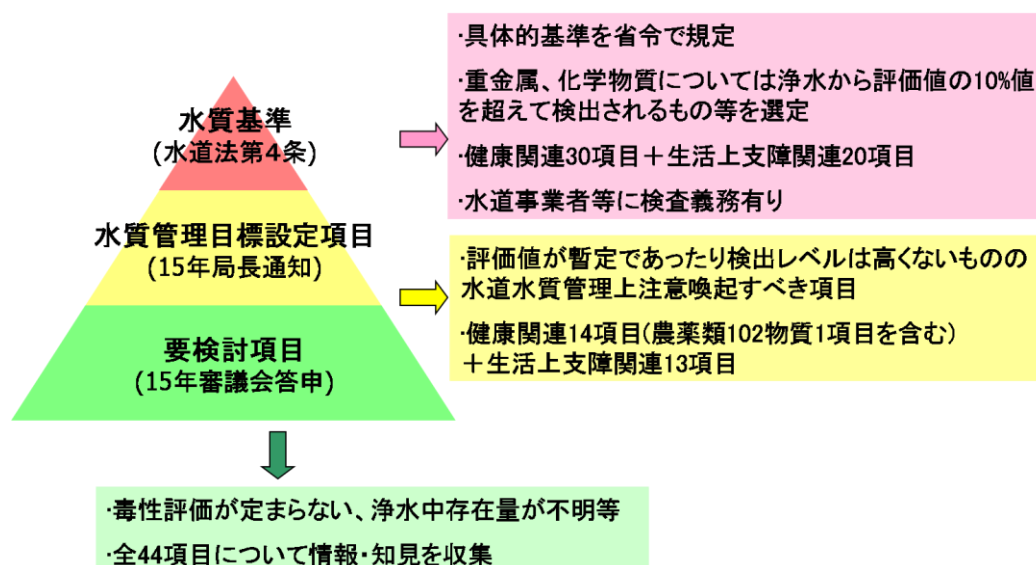 水質基準
(水道法第4条)
・具体的基準を省令で規定
・重金属、化学物質については浄水から評価値の10%値
を超えて検出されるもの等を選定
・健康関連30項目＋生活上支障関連20項目
・水道事業者等に検査義務有り
水質管理目標設定項目
(15年局長通知)
・評価値が暫定であったり検出レベルは高くないものの
水道水質管理上注意喚起すべき項目
・健康関連14項目(農薬類102物質1項目を含む)
＋生活上支障関連13項目
要検討項目
(15年審議会答申)
・毒性評価が定まらない、浄水中存在量が不明等
・全44項目について情報・知見を収集